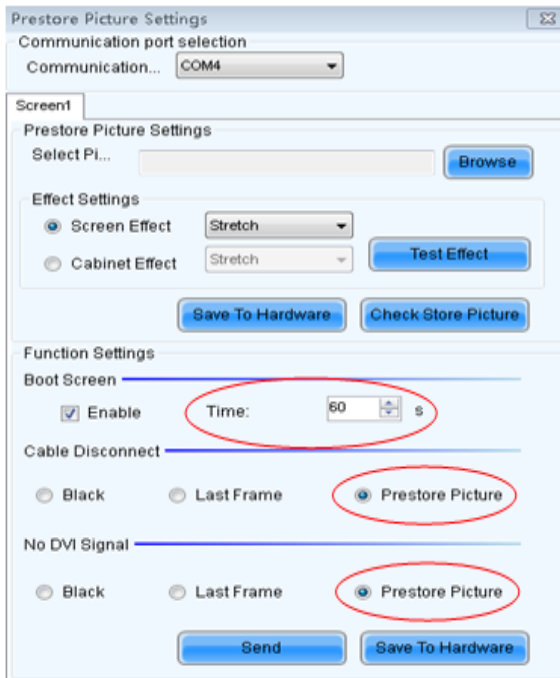 Prestore Picture Settings
Communication port selection
Communication... COM4
Screen1
Prestore Picture Settings
Select Pi... Browse
Effect Settings
Screen Effect Stretch
Cabinet Effect Stretch Test Effect
Save To Hardware Check Store Picture
Function Settings
Boot Screen
Enable Time: 60 s
Cable Disconnect
Black Last Frame Prestore Picture
No DVI Signal
Black Last Frame Prestore Picture
Send Save To Hardware